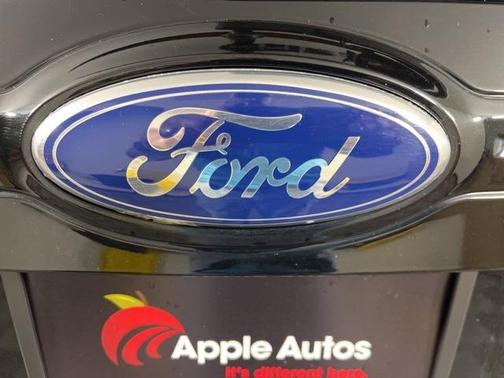 Ford
Apple Autos
It's different here.